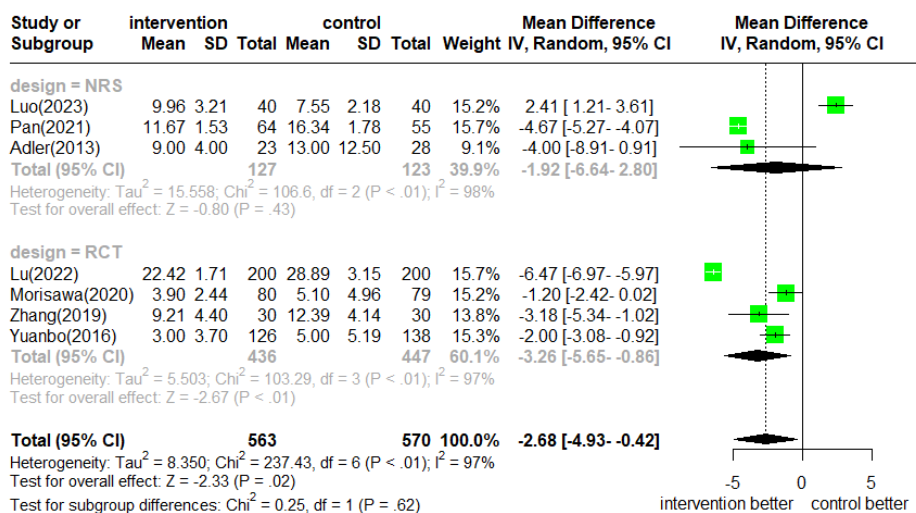 Study or intervention control Mean Difference Mean Difference
Subgroup Mean SD Total Mean SD Total Weight IV, Random, 95% CI IV, Random, 95% CI
design = NRS
Luo(2023) 9.96 3.21 40 7.55 2.18 40 15.2% 2.41 [ 1.21- 3.61]
Pan(2021) 11.67 1.53 64 16.34 1.78 55 15.7% -4.67 [-5.27- -4.07]
Adler(2013) 9.00 4.00 23 13.00 12.50 28 9.1% -4.00 [-8.91- 0.91]
Total (95% CI) 127 123 39.9% -1.92 [-6.64- 2.80]
Heterogeneity: Tau² = 15.558; Chi² = 106.6, df = 2 (P < .01); I² = 98%
Test for overall effect: Z = -0.80 (P = .43)
design = RCT
Lu(2022) 22.42 1.71 200 28.89 3.15 200 15.7% -6.47 [-6.97- -5.97]
Morisawa(2020) 3.90 2.44 80 5.10 4.96 79 15.2% -1.20 [-2.42- 0.02]
Zhang(2019) 9.21 4.40 30 12.39 4.14 30 13.8% -3.18 [-5.34- -1.02]
Yuanbo(2016) 3.00 3.70 126 5.00 5.19 138 15.3% -2.00 [-3.08- -0.92]
Total (95% CI) 436 447 60.1% -3.26 [-5.65- -0.86]
Heterogeneity: Tau² = 5.503; Chi² = 103.29, df = 3 (P < .01); I² = 97%
Test for overall effect: Z = -2.67 (P < .01)
Total (95% CI) 563 570 100.0% -2.68 [-4.93- -0.42]
Heterogeneity: Tau² = 8.350; Chi² = 237.43, df = 6 (P < .01); I² = 97%
Test for overall effect: Z = -2.33 (P = .02)
Test for subgroup differences: Chi² = 0.25, df = 1 (P = .62)
-5 0 5
intervention better control better